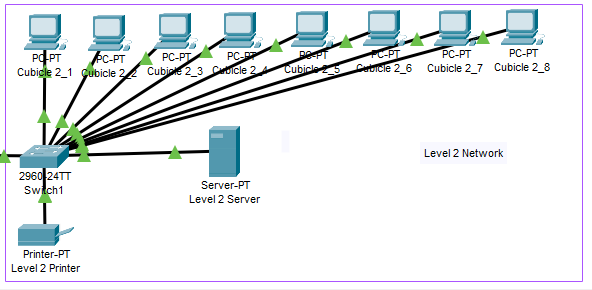 PC-PT PC-PT PC-PT PC-PT PC-PT PC-PT PC-PT PC-PT
Cubicle 2_1 Cubicle 2_2 Cubicle 2_3 Cubicle 2_4 Cubicle 2_5 Cubicle 2_6 Cubicle 2_7 Cubicle 2_8
Level 2 Network
2960-24TT
Switch1
Server-PT
Level 2 Server
Printer-PT
Level 2 Printer